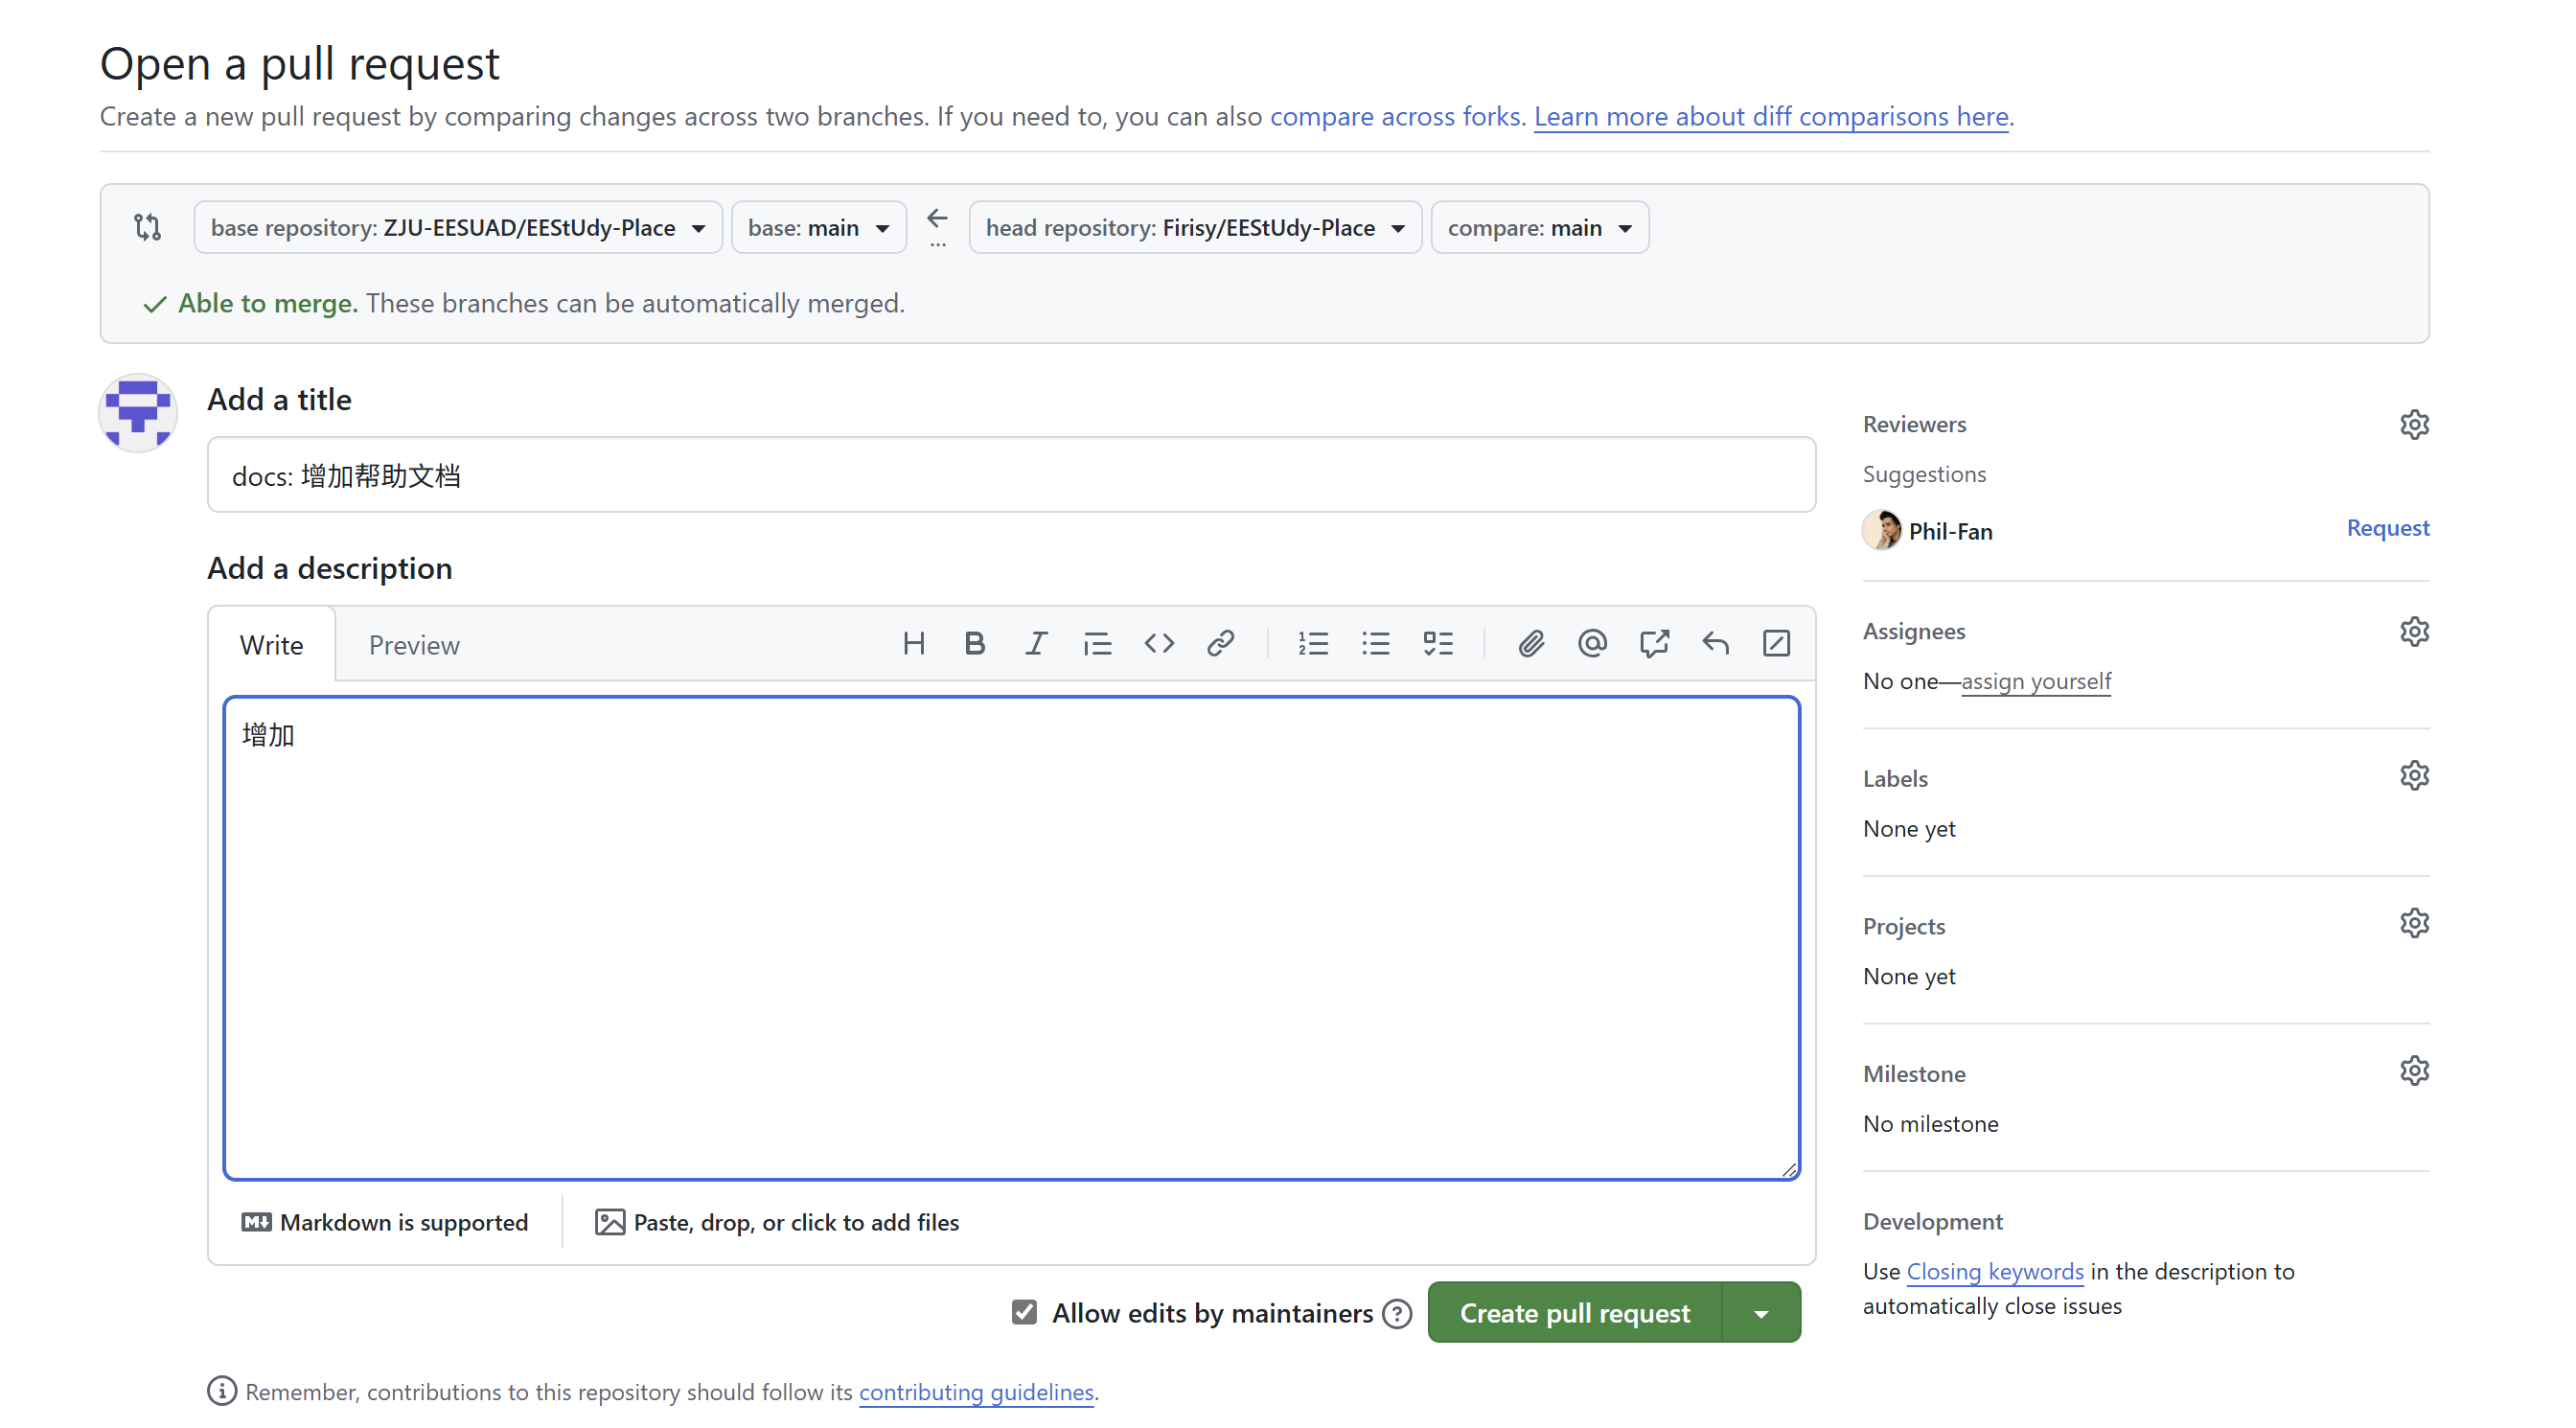 Open a pull request
Create a new pull request by comparing changes across two branches. If you need to, you can also compare across forks. Learn more about diff comparisons here.
base repository: ZJU-EESUAD/EEStUdy-Place base: main ... head repository: Firisy/EEStUdy-Place compare: main
Able to merge. These branches can be automatically merged.
Add a title
docs: 增加帮助文档
Add a description
Write Preview
增加
Markdown is supported Paste, drop, or click to add files
Allow edits by maintainers Create pull request
Remember, contributions to this repository should follow its contributing guidelines.
Reviewers
Suggestions
Phil-Fan Request
Assignees
No one—assign yourself
Labels
None yet
Projects
None yet
Milestone
No milestone
Development
Use Closing keywords in the description to
automatically close issues